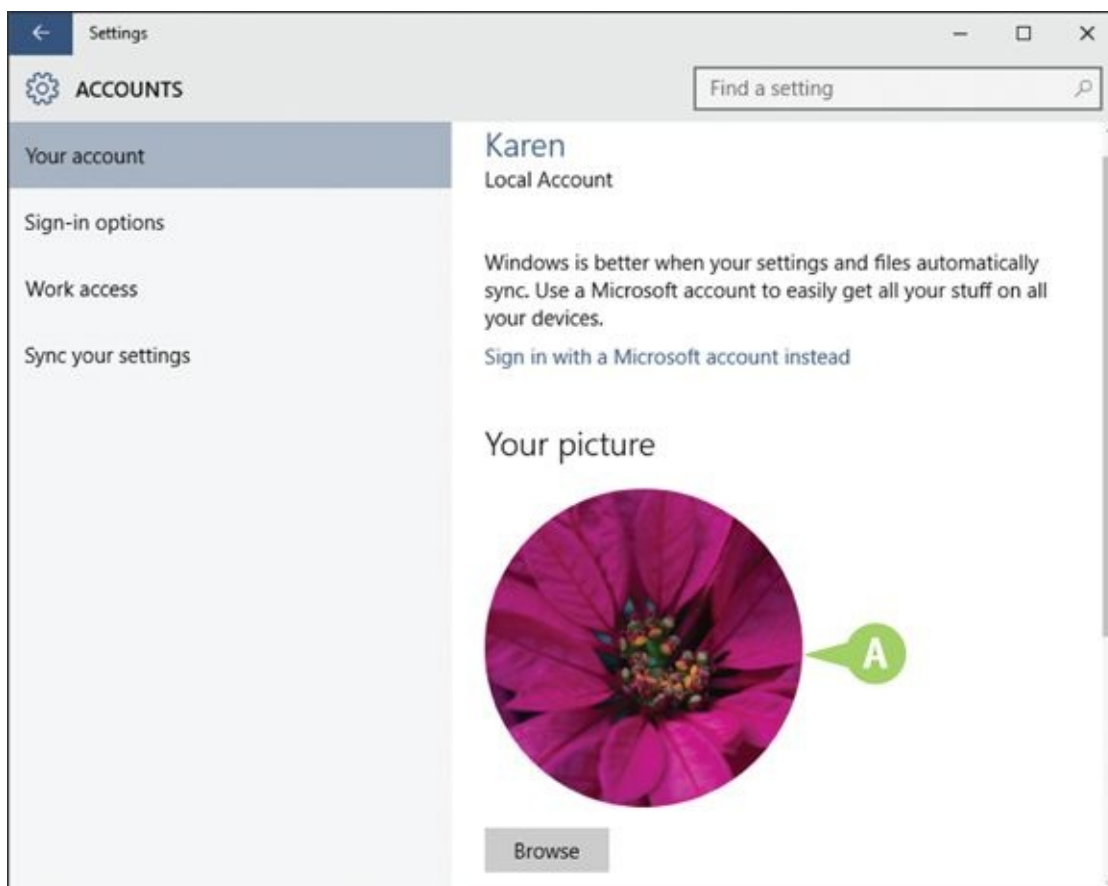 Settings
ACCOUNTS
Find a setting
Your account
Sign-in options
Work access
Sync your settings
Karen
Local Account
Windows is better when your settings and files automatically
sync. Use a Microsoft account to easily get all your stuff on all
your devices.
Sign in with a Microsoft account instead
Your picture
A
Browse